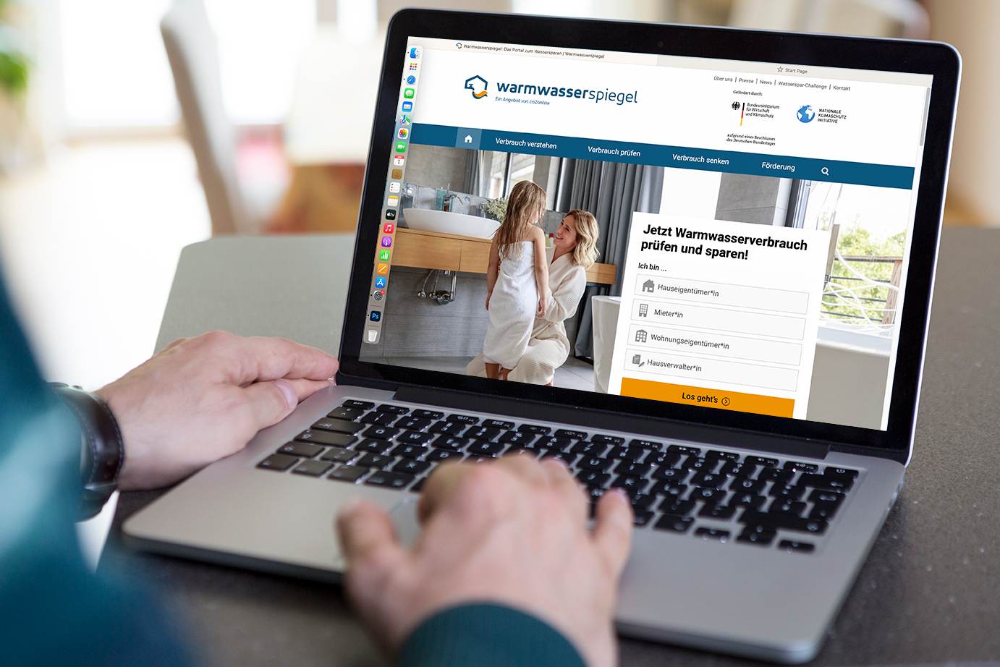 Warmwasserspiegel: Das Portal zum Wassersparen | Warmwasserspiegel
Start Page
Über uns | Presse | News | Wasserspar-Challenge | Kontakt
warmwasserspiegel
Ein Angebot von co2online
Gefördert durch:
Bundesministerium
für Wirtschaft
und Klimaschutz
NATIONALE
KLIMASCHUTZ
INITIATIVE
aufgrund eines Beschlusses
des Deutschen Bundestages
Verbrauch verstehen
Verbrauch prüfen
Verbrauch senken
Förderung
Jetzt Warmwasserverbrauch
prüfen und sparen!
Ich bin ...
Hauseigentümer*in
Mieter*in
Wohnungseigentümer*in
Hausverwalter*in
Los geht's
tv
1
Ps